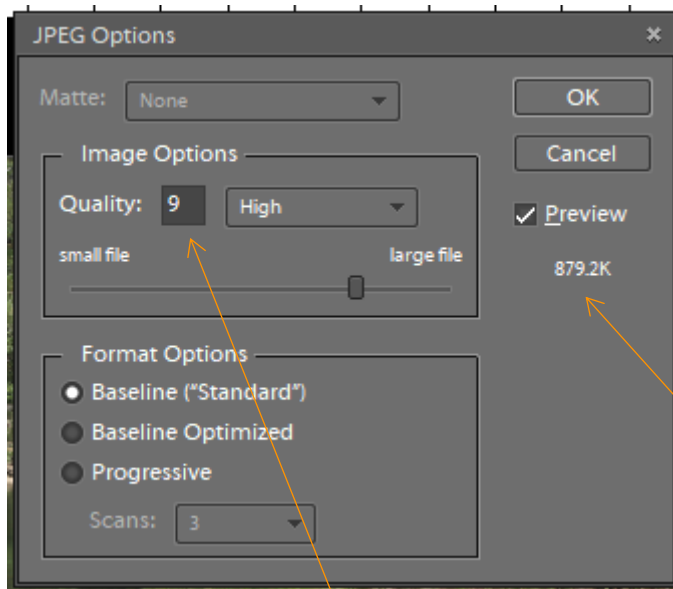 JPEG Options
Matte: None
OK
Image Options
Cancel
Quality: 9 High
Preview
small file large file
879.2K
Format Options
Baseline ("Standard")
Baseline Optimized
Progressive
Scans: 3